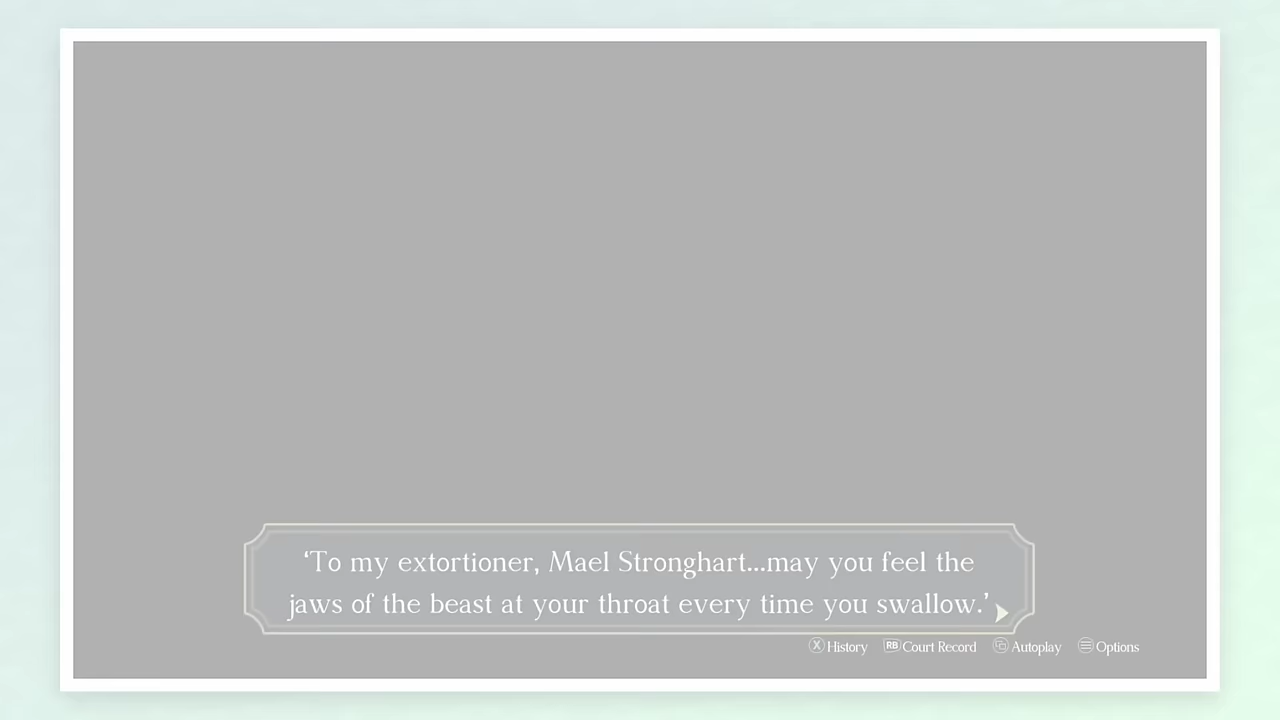 ‘To my extortioner, Mael Stronghart...may you feel the
jaws of the beast at your throat every time you swallow.’
X History RB Court Record Autoplay Options